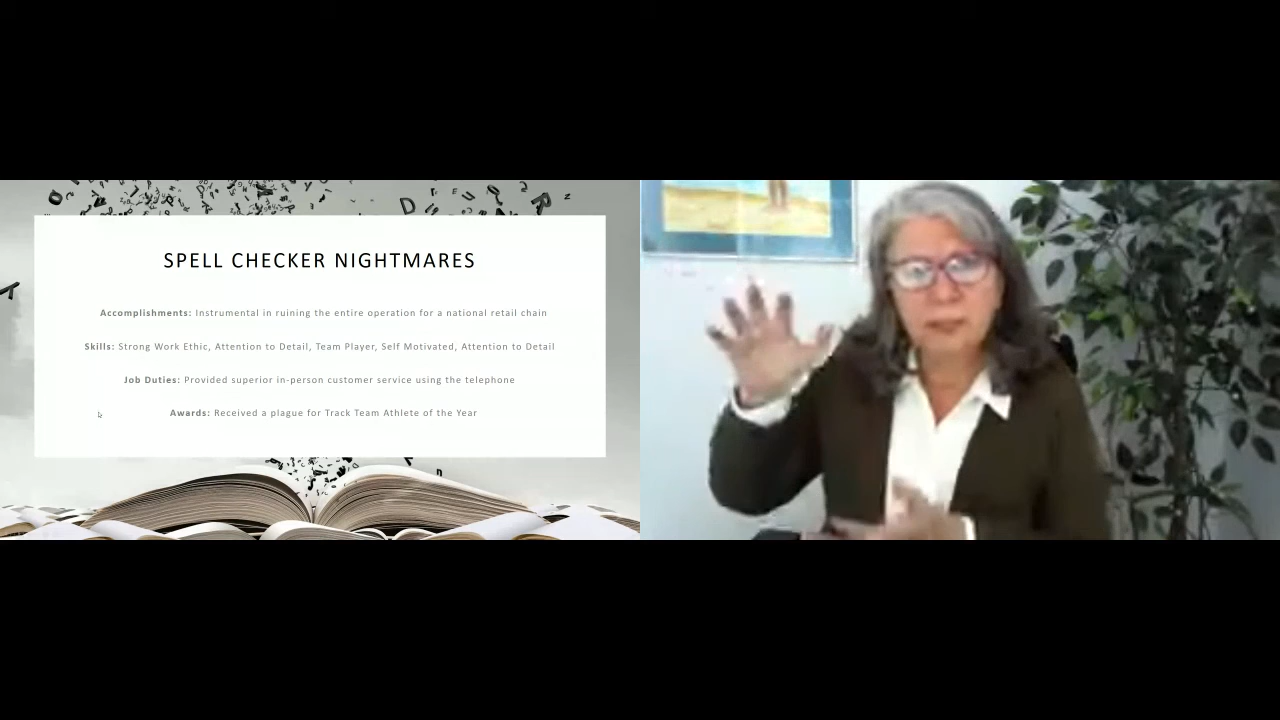 SPELL CHECKER NIGHTMARES
Accomplishments: Instrumental in ruining the entire operation for a national retail chain
Skills: Strong Work Ethic, Attention to Detail, Team Player, Self Motivated, Attention to Detail
Job Duties: Provided superior in-person customer service using the telephone
Awards: Received a plague for Track Team Athlete of the Year